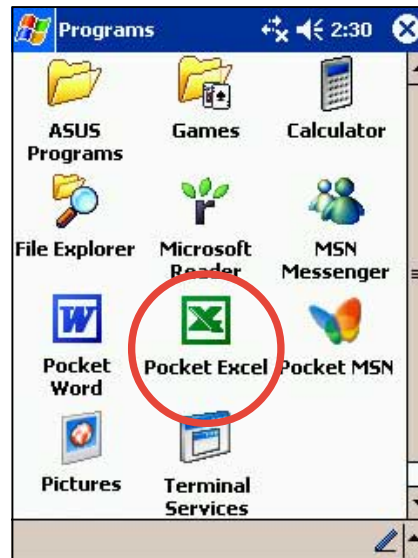 Programs 2:30
ASUS Games Calculator
Programs
File Explorer Microsoft MSN
Reader Messenger
Pocket Pocket Excel Pocket MSN
Word
Pictures Terminal
Services